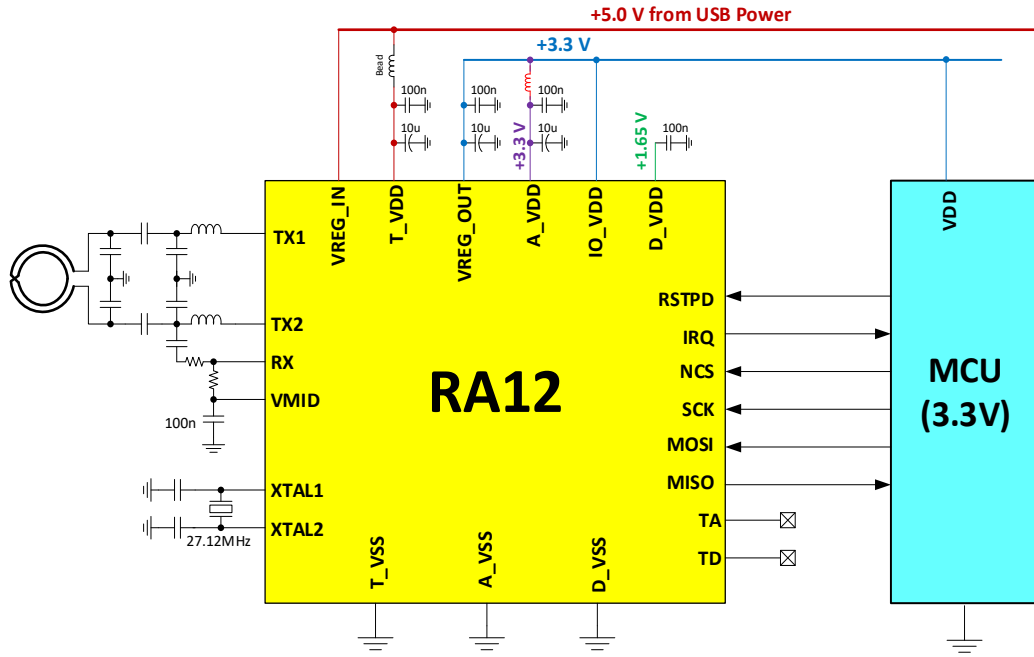 +5.0 V from USB Power
+3.3 V
Bead
100n
100n
100n
10u
10u
10u
+3.3 V
+1.65 V
100n
VREG_IN
T_VDD
VREG_OUT
A_VDD
IO_VDD
D_VDD
VDD
TX1
TX2
RX
VMID
100n
XTAL1
XTAL2
27.12MHz
RA12
RSTPD
IRQ
NCS
SCK
MOSI
MISO
TA
TD
MCU
(3.3V)
T_VSS
A_VSS
D_VSS